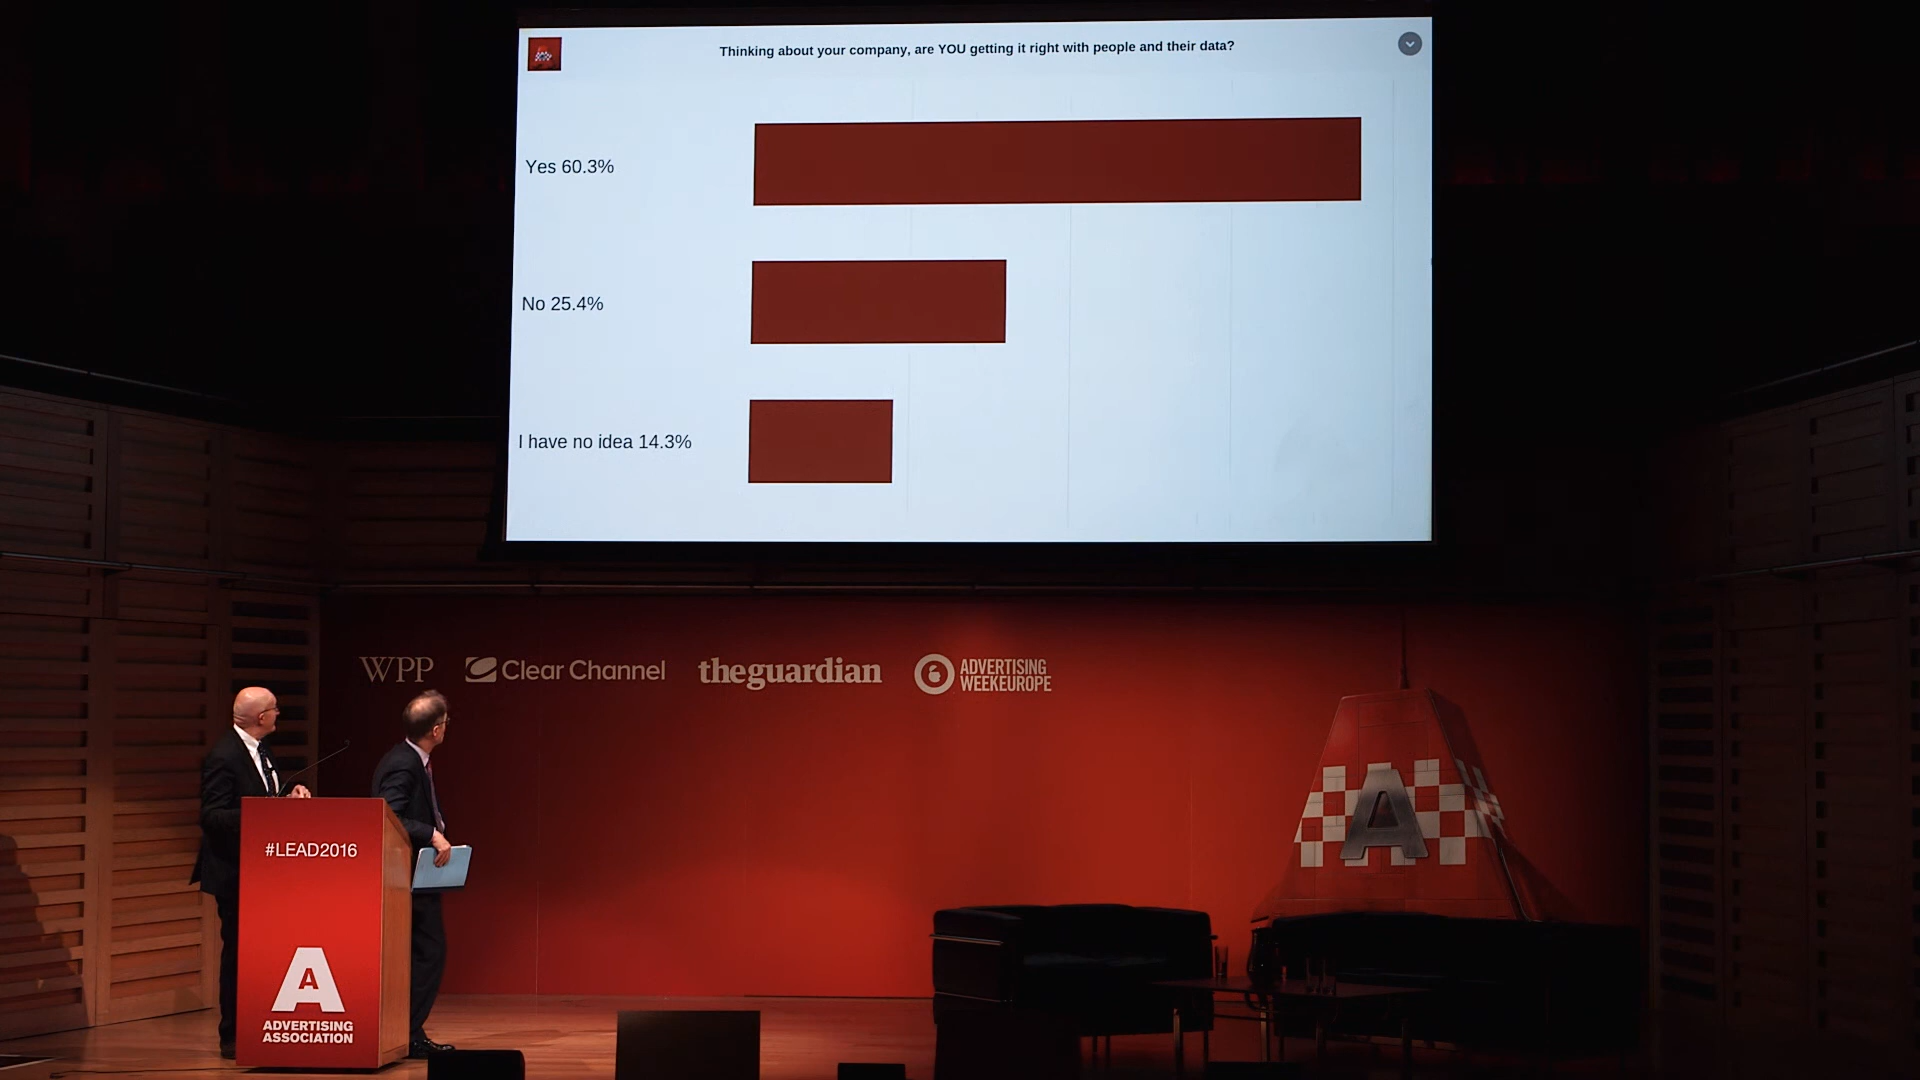 Thinking about your company, are YOU getting it right with people and their data?
Yes 60.3%
No 25.4%
I have no idea 14.3%
WPP
Clear Channel
theguardian
ADVERTISING
WEEKEUROPE
A
#LEAD2016
A
A
ADVERTISING
ASSOCIATION